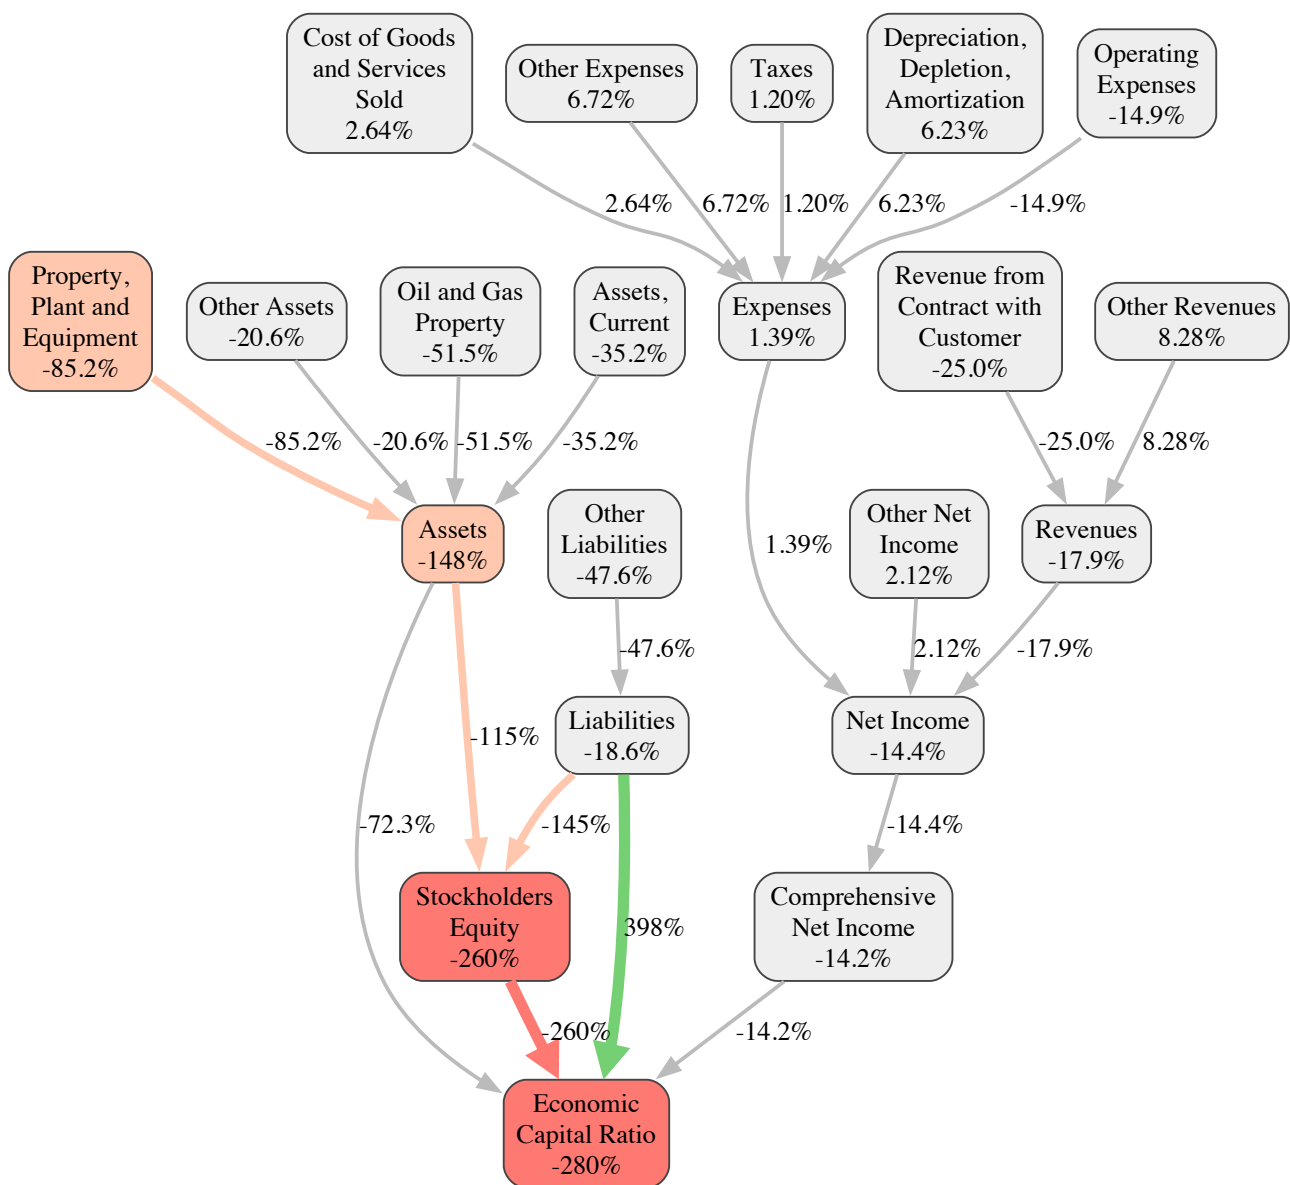 Cost of Goods
and Services
Sold
2.64%
Other Expenses
6.72%
Taxes
1.20%
Depreciation,
Depletion,
Amortization
6.23%
Operating
Expenses
-14.9%
2.64%
6.72%
1.20%
6.23%
-14.9%
Property,
Plant and
Equipment
-85.2%
Other Assets
-20.6%
Oil and Gas
Property
-51.5%
Assets,
Current
-35.2%
Expenses
1.39%
Revenue from
Contract with
Customer
-25.0%
Other Revenues
8.28%
-85.2%
-20.6%
-51.5%
-35.2%
-25.0%
8.28%
Assets
-148%
Other
Liabilities
-47.6%
1.39%
Other Net
Income
2.12%
Revenues
-17.9%
-47.6%
2.12%
-17.9%
-115%
Liabilities
-18.6%
Net Income
-14.4%
-72.3%
-145%
-14.4%
Stockholders
Equity
-260%
398%
Comprehensive
Net Income
-14.2%
-260%
-14.2%
Economic
Capital Ratio
-280%